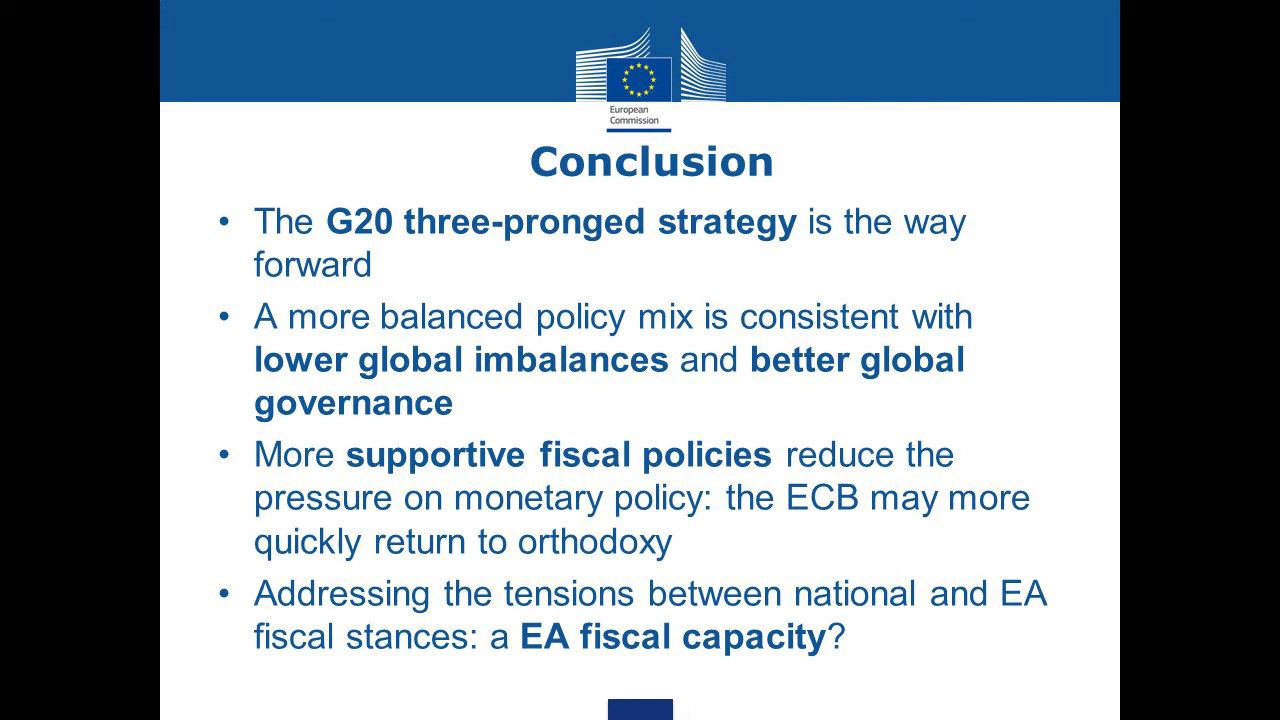 European
Commission
Conclusion
• The G20 three-pronged strategy is the way
forward
• A more balanced policy mix is consistent with
lower global imbalances and better global
governance
• More supportive fiscal policies reduce the
pressure on monetary policy: the ECB may more
quickly return to orthodoxy
• Addressing the tensions between national and EA
fiscal stances: a EA fiscal capacity?